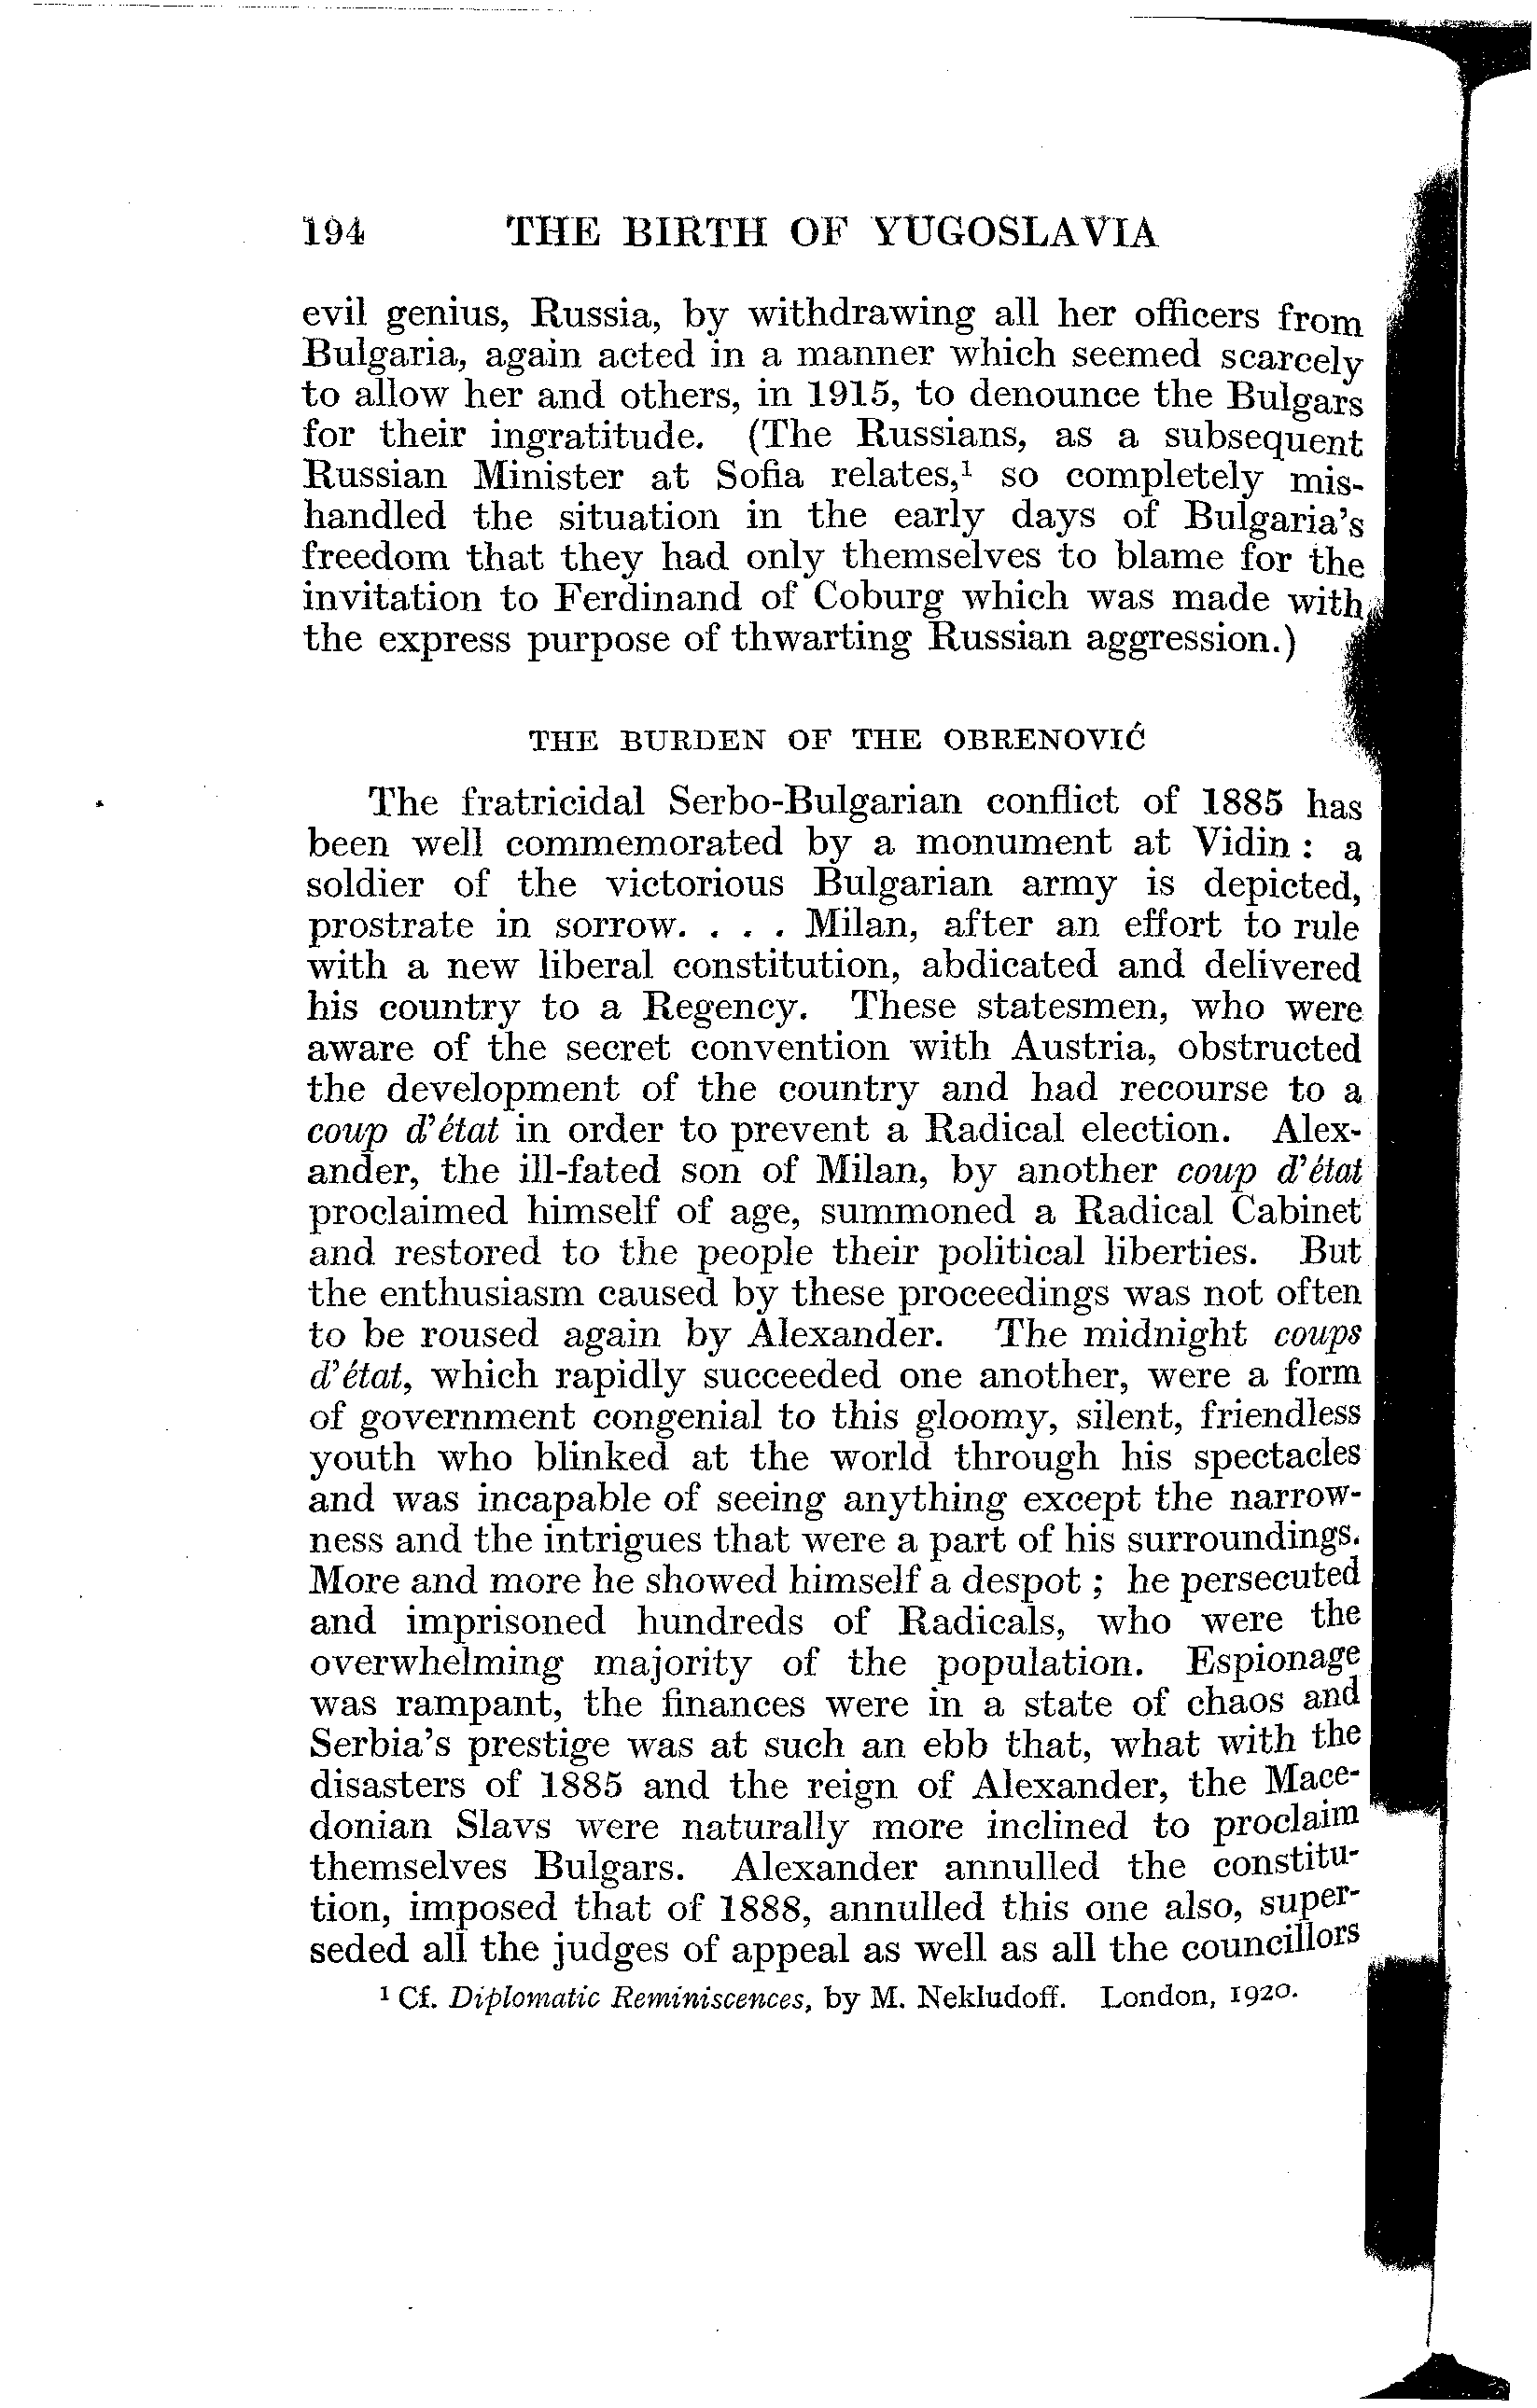 194 THE BIRTH OF YUGOSLAVIA
evil genius, Russia, by withdrawing all her officers from
Bulgaria, again acted in a manner which seemed scarcely
to allow her and others, in 1915, to denounce the Bulgars
for their ingratitude. (The Russians, as a subsequent
Russian Minister at Sofia relates,¹ so completely mis-
handled the situation in the early days of Bulgaria's
freedom that they had only themselves to blame for the
invitation to Ferdinand of Coburg which was made with
the express purpose of thwarting Russian aggression.)
THE BURDEN OF THE OBRENOVIĆ
The fratricidal Serbo-Bulgarian conflict of 1885 has
been well commemorated by a monument at Vidin : a
soldier of the victorious Bulgarian army is depicted,
prostrate in sorrow. . . . Milan, after an effort to rule
with a new liberal constitution, abdicated and delivered
his country to a Regency. These statesmen, who were
aware of the secret convention with Austria, obstructed
the development of the country and had recourse to a
coup d'état in order to prevent a Radical election. Alex-
ander, the ill-fated son of Milan, by another coup d'état
proclaimed himself of age, summoned a Radical Cabinet
and restored to the people their political liberties. But
the enthusiasm caused by these proceedings was not often
to be roused again by Alexander. The midnight coups
d'état, which rapidly succeeded one another, were a form
of government congenial to this gloomy, silent, friendless
youth who blinked at the world through his spectacles
and was incapable of seeing anything except the narrow-
ness and the intrigues that were a part of his surroundings.
More and more he showed himself a despot ; he persecuted
and imprisoned hundreds of Radicals, who were the
overwhelming majority of the population. Espionage
was rampant, the finances were in a state of chaos and
Serbia's prestige was at such an ebb that, what with the
disasters of 1885 and the reign of Alexander, the Mace-
donian Slavs were naturally more inclined to proclaim
themselves Bulgars. Alexander annulled the constitu-
tion, imposed that of 1888, annulled this one also, super-
seded all the judges of appeal as well as all the councillors
¹ Cf. Diplomatic Reminiscences, by M. Nekludoff. London, 1920.